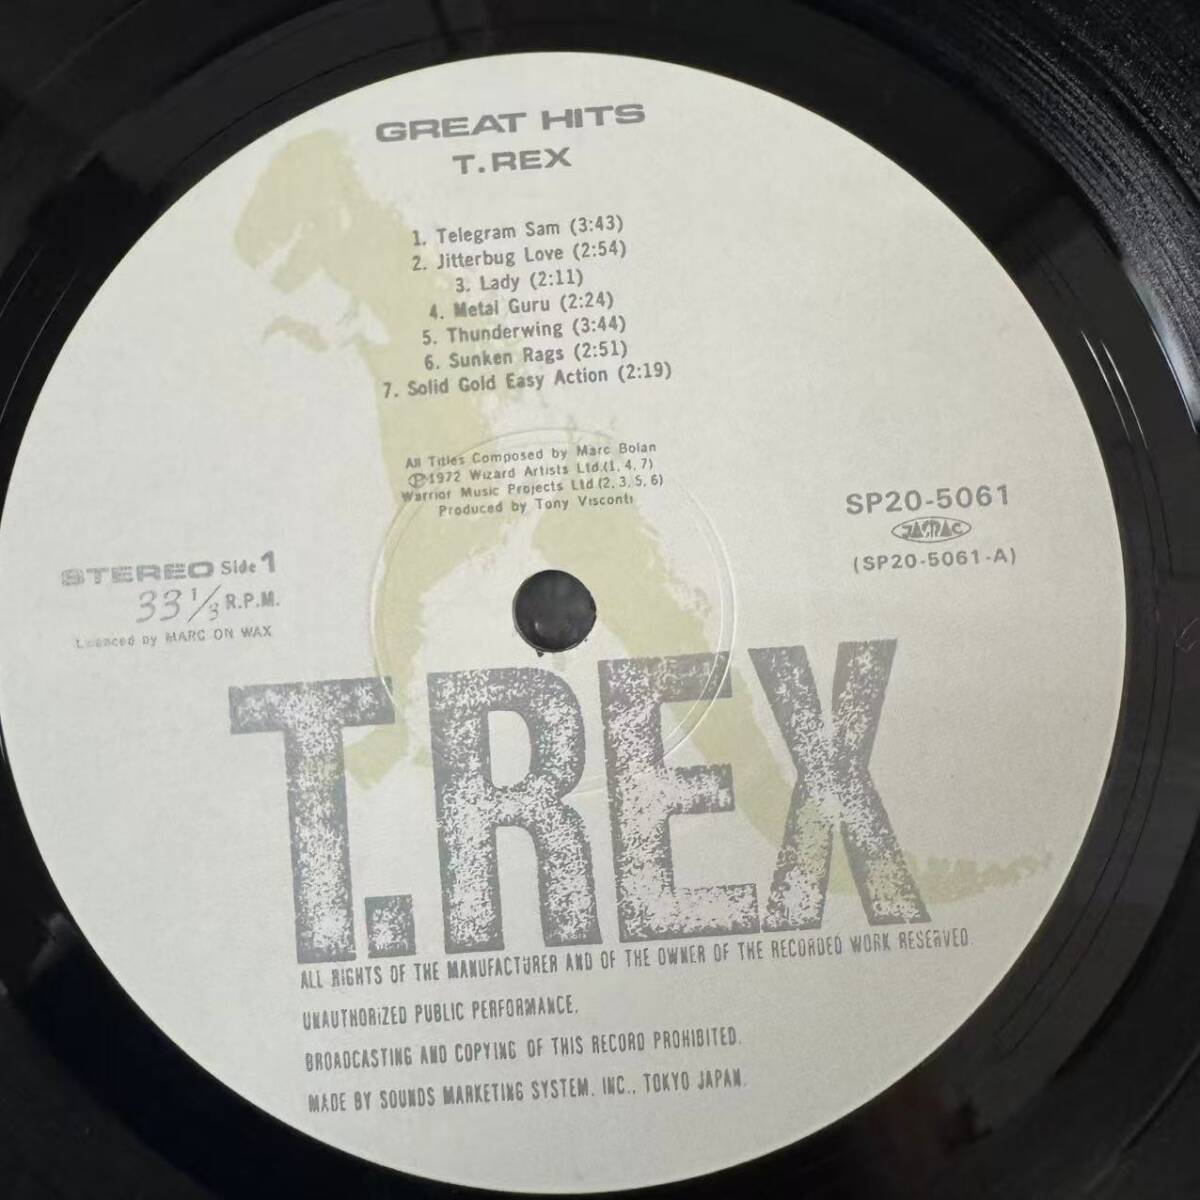 GREAT HITS
T.REX
1. Telegram Sam (3:43)
2. Jitterbug Love (2:54)
3. Lady (2:11)
4. Metal Guru (2:24)
5. Thunderwing (3:44)
6. Sunken Rags (2:51)
7. Solid Gold Easy Action (2:19)
All Titles Composed by Marc Bolan
Ⓟ1972 Wizard Artists Ltd.(1, 4, 7)
Warrior Music Projects Ltd.(2, 3, 5, 6)
Produced by Tony Visconti
SP20-5061
JASRAC
(SP20-5061-A)
STEREO Side 1
33 1/3 R.P.M.
Licenced by MARC ON WAX
T.REX
ALL RIGHTS OF THE MANUFACTURER AND OF THE OWNER OF THE RECORDED WORK RESERVED.
UNAUTHORIZED PUBLIC PERFORMANCE,
BROADCASTING AND COPYING OF THIS RECORD PROHIBITED.
MADE BY SOUNDS MARKETING SYSTEM, INC., TOKYO JAPAN.